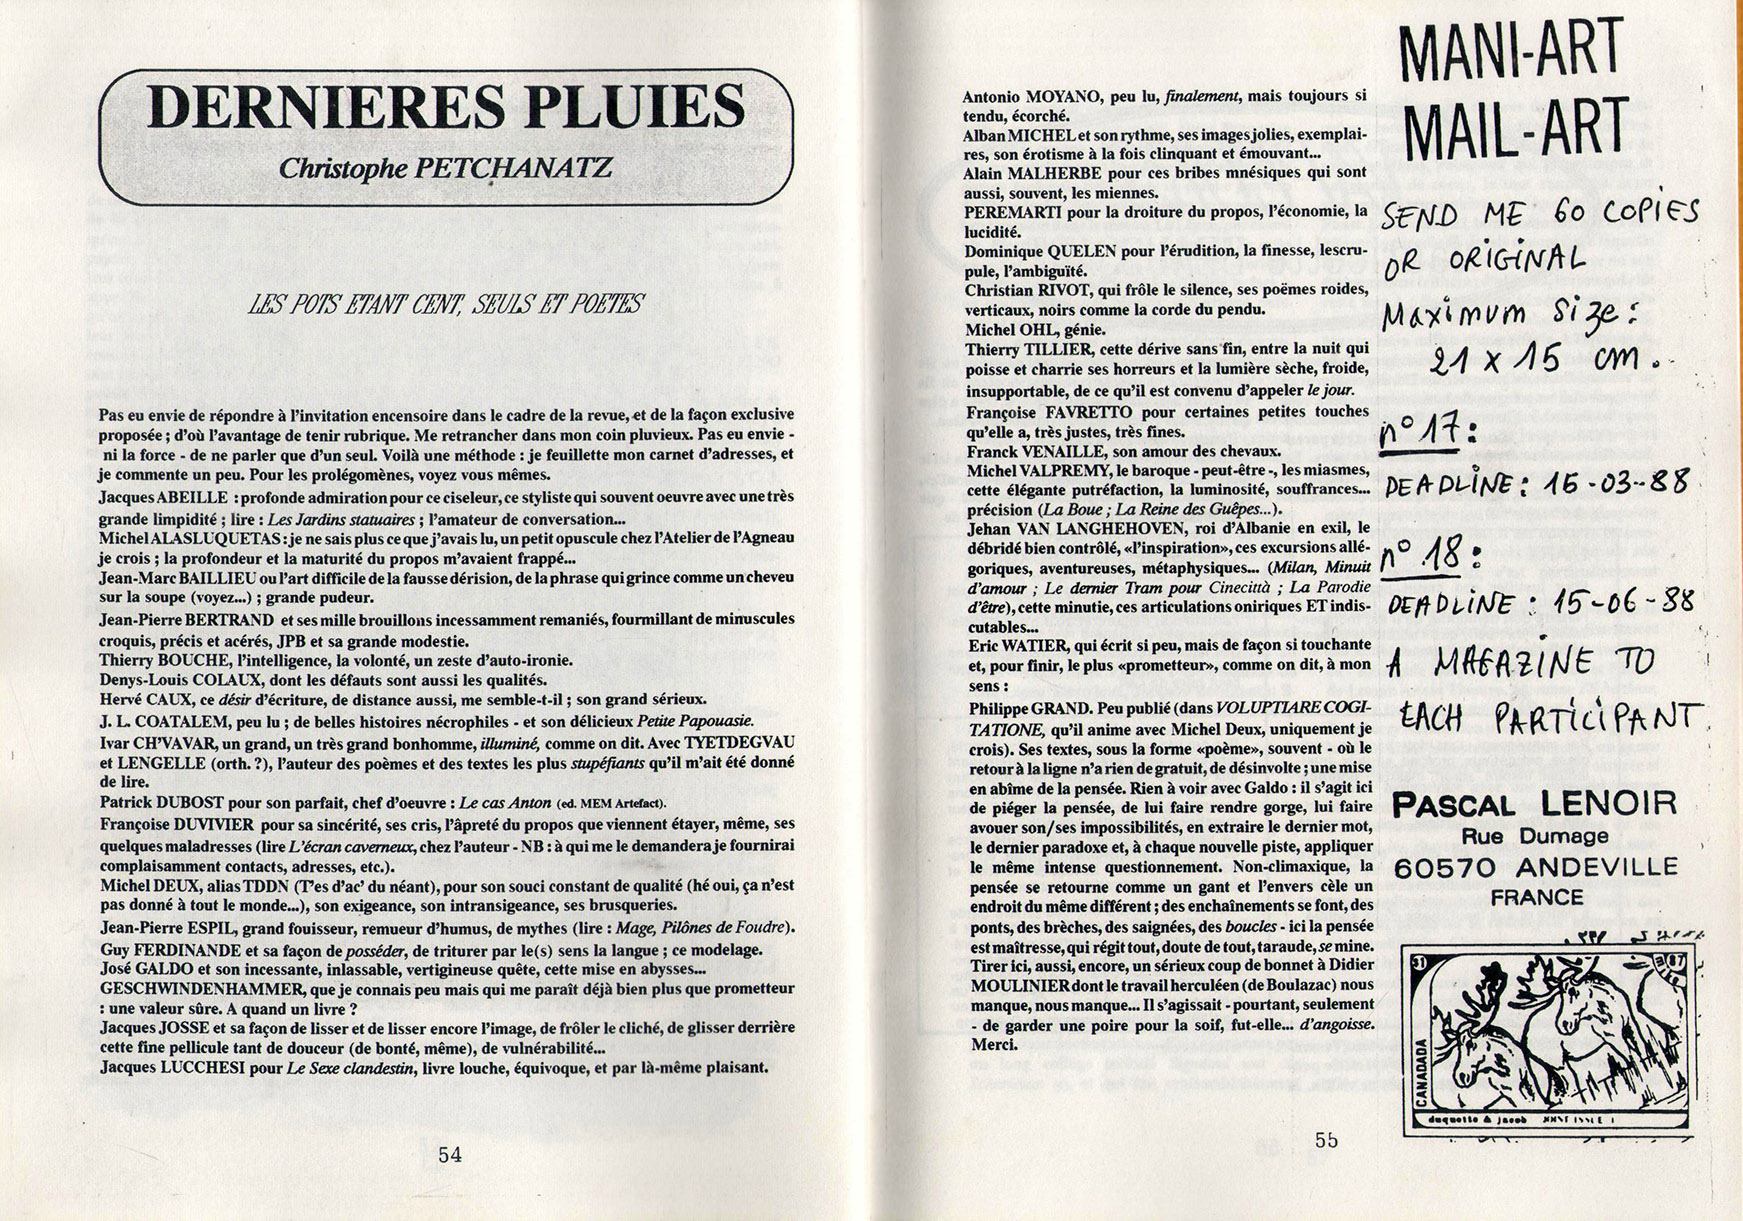 DERNIERES PLUIES
Christophe PETCHANATZ
LES POTS ETANT CENT, SEULS ET POETES
Pas eu envie de répondre à l'invitation encensoire dans le cadre de la revue, et de la façon exclusive
proposée ; d'où l'avantage de tenir rubrique. Me retrancher dans mon coin pluvieux. Pas eu envie -
ni la force - de ne parler que d'un seul. Voilà une méthode : je feuillette mon carnet d'adresses, et
je commente un peu. Pour les prolégomènes, voyez vous mêmes.
Jacques ABEILLE : profonde admiration pour ce ciseleur, ce styliste qui souvent oeuvre avec une très
grande limpidité ; lire : Les Jardins statuaires ; l'amateur de conversation...
Michel ALASLUQUETAS : je ne sais plus ce que j'avais lu, un petit opuscule chez l'Atelier de l'Agneau
je crois ; la profondeur et la maturité du propos m'avaient frappé...
Jean-Marc BAILLIEU ou l'art difficile de la fausse dérision, de la phrase qui grince comme un cheveu
sur la soupe (voyez...) ; grande pudeur.
Jean-Pierre BERTRAND et ses mille brouillons incessamment remaniés, fourmillant de minuscules
croquis, précis et acérés, JPB et sa grande modestie.
Thierry BOUCHE, l'intelligence, la volonté, un zeste d'auto-ironie.
Denys-Louis COLAUX, dont les défauts sont aussi les qualités.
Hervé CAUX, ce désir d'écriture, de distance aussi, me semble-t-il ; son grand sérieux.
J. L. COATALEM, peu lu ; de belles histoires nécrophiles - et son délicieux Petite Papouasie.
Ivar CH'VAVAR, un grand, un très grand bonhomme, illuminé, comme on dit. Avec TYETDEGVAU
et LENGELLE (orth. ?), l'auteur des poèmes et des textes les plus stupéfiants qu'il m'ait été donné
de lire.
Patrick DUBOST pour son parfait, chef d'oeuvre : Le cas Anton (ed. MEM Artefact).
Françoise DUVIVIER pour sa sincérité, ses cris, l'âpreté du propos que viennent étayer, même, ses
quelques maladresses (lire L'écran caverneux, chez l'auteur - NB : à qui me le demandera je fournirai
complaisamment contacts, adresses, etc.).
Michel DEUX, alias TDDN (T'es d'ac' du néant), pour son souci constant de qualité (hé oui, ça n'est
pas donné à tout le monde...), son exigeance, son intransigeance, ses brusqueries.
Jean-Pierre ESPIL, grand fouisseur, remueur d'humus, de mythes (lire : Mage, Pilônes de Foudre).
Guy FERDINANDE et sa façon de posséder, de triturer par le(s) sens la langue ; ce modelage.
José GALDO et son incessante, inlassable, vertigineuse quête, cette mise en abysses...
GESCHWINDENHAMMER, que je connais peu mais qui me paraît déjà bien plus que prometteur
: une valeur sûre. A quand un livre ?
Jacques JOSSE et sa façon de lisser et de lisser encore l'image, de frôler le cliché, de glisser derrière
cette fine pellicule tant de douceur (de bonté, même), de vulnérabilité...
Jacques LUCCHESI pour Le Sexe clandestin, livre louche, équivoque, et par là-même plaisant.
54
Antonio MOYANO, peu lu, finalement, mais toujours si
tendu, écorché.
Alban MICHEL et son rythme, ses images jolies, exemplai-
res, son érotisme à la fois clinquant et émouvant...
Alain MALHERBE pour ces bribes mnésiques qui sont
aussi, souvent, les miennes.
PEREMARTI pour la droiture du propos, l'économie, la
lucidité.
Dominique QUELEN pour l'érudition, la finesse, lescru-
pule, l'ambiguïté.
Christian RIVOT, qui frôle le silence, ses poëmes roides,
verticaux, noirs comme la corde du pendu.
Michel OHL, génie.
Thierry TILLIER, cette dérive sans fin, entre la nuit qui
poisse et charrie ses horreurs et la lumière sèche, froide,
insupportable, de ce qu'il est convenu d'appeler le jour.
Françoise FAVRETTO pour certaines petites touches
qu'elle a, très justes, très fines.
Franck VENAILLE, son amour des chevaux.
Michel VALPREMY, le baroque - peut-être -, les miasmes,
cette élégante putréfaction, la luminosité, souffrances...
précision (La Boue ; La Reine des Guêpes...).
Jehan VAN LANGHEHOVEN, roi d'Albanie en exil, le
débridé bien contrôlé, «l'inspiration», ces excursions allé-
goriques, aventureuses, métaphysiques... (Milan, Minuit
d'amour ; Le dernier Tram pour Cinecittà ; La Parodie
d'être), cette minutie, ces articulations oniriques ET indis-
cutables...
Eric WATIER, qui écrit si peu, mais de façon si touchante
et, pour finir, le plus «prometteur», comme on dit, à mon
sens :
Philippe GRAND. Peu publié (dans VOLUPTIARE COGI-
TATIONE, qu'il anime avec Michel Deux, uniquement je
crois). Ses textes, sous la forme «poème», souvent - où le
retour à la ligne n'a rien de gratuit, de désinvolte ; une mise
en abîme de la pensée. Rien à voir avec Galdo : il s'agit ici
de piéger la pensée, de lui faire rendre gorge, lui faire
avouer son/ses impossibilités, en extraire le dernier mot,
le dernier paradoxe et, à chaque nouvelle piste, appliquer
le même intense questionnement. Non-climaxique, la
pensée se retourne comme un gant et l'envers cèle un
endroit du même différent ; des enchaînements se font, des
ponts, des brèches, des saignées, des boucles - ici la pensée
est maîtresse, qui régit tout, doute de tout, taraude, se mine.
Tirer ici, aussi, encore, un sérieux coup de bonnet à Didier
MOULINIER dont le travail herculéen (de Boulazac) nous
manque, nous manque... Il s'agissait - pourtant, seulement
- de garder une poire pour la soif, fut-elle... d'angoisse.
Merci.
55
MANI-ART
MAIL-ART
SEND ME 60 COPIES
OR ORIGINAL
MAXIMUM SIZE :
21 x 15 cm.
n° 17 :
DEADLINE : 15-03-88
n° 18 :
DEADLINE : 15-06-88
A MAGAZINE TO
EACH PARTICIPANT
PASCAL LENOIR
Rue Dumage
60570 ANDEVILLE
FRANCE
31
87
CANADADA
duquette & jacob